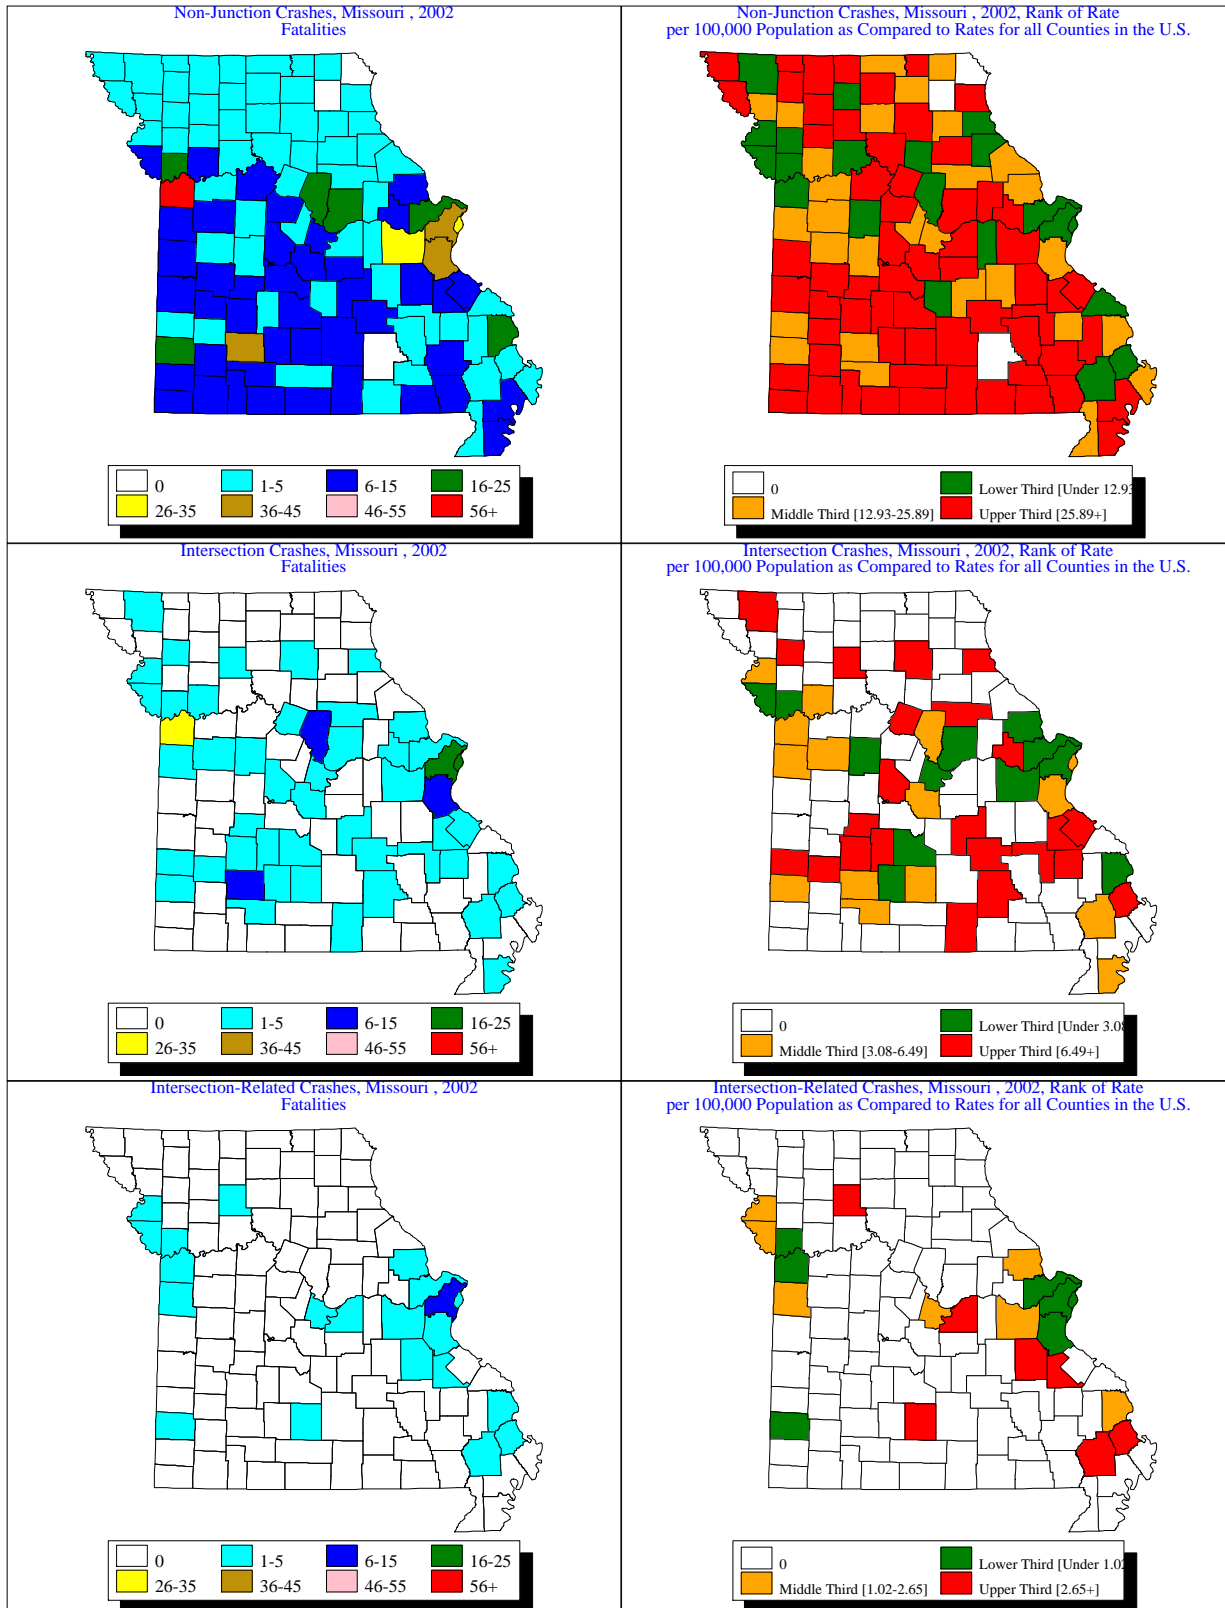 Non-Junction Crashes, Missouri , 2002
Fatalities
0 1-5 6-15 16-25
26-35 36-45 46-55 56+
Non-Junction Crashes, Missouri , 2002, Rank of Rate
per 100,000 Population as Compared to Rates for all Counties in the U.S.
0 Lower Third [Under 12.93
Middle Third [12.93-25.89] Upper Third [25.89+]
Intersection Crashes, Missouri , 2002
Fatalities
0 1-5 6-15 16-25
26-35 36-45 46-55 56+
Intersection Crashes, Missouri , 2002, Rank of Rate
per 100,000 Population as Compared to Rates for all Counties in the U.S.
0 Lower Third [Under 3.08
Middle Third [3.08-6.49] Upper Third [6.49+]
Intersection-Related Crashes, Missouri , 2002
Fatalities
0 1-5 6-15 16-25
26-35 36-45 46-55 56+
Intersection-Related Crashes, Missouri , 2002, Rank of Rate
per 100,000 Population as Compared to Rates for all Counties in the U.S.
0 Lower Third [Under 1.02
Middle Third [1.02-2.65] Upper Third [2.65+]